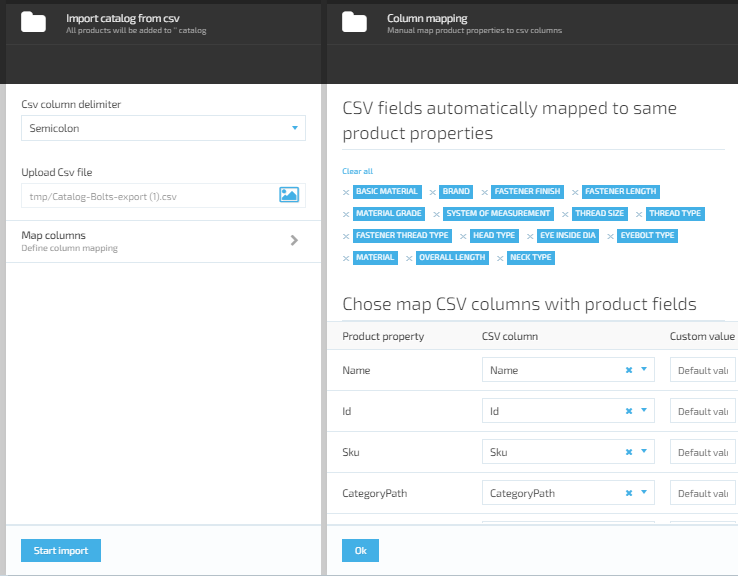 Import catalog from csv
All products will be added to '' catalog
Csv column delimiter
Semicolon
Upload Csv file
tmp/Catalog-Bolts-export (1).csv
Map columns
Define column mapping
Start import
Column mapping
Manual map product properties to csv columns
CSV fields automatically mapped to same
product properties
Clear all
× BASIC MATERIAL × BRAND × FASTENER FINISH × FASTENER LENGTH
× MATERIAL GRADE × SYSTEM OF MEASUREMENT × THREAD SIZE × THREAD TYPE
× FASTENER THREAD TYPE × HEAD TYPE × EYE INSIDE DIA × EYEBOLT TYPE
× MATERIAL × OVERALL LENGTH × NECK TYPE
Chose map CSV columns with product fields
Product property CSV column Custom value
Name Name Default valu
Id Id Default valu
Sku Sku Default valu
CategoryPath CategoryPath Default valu
Ok